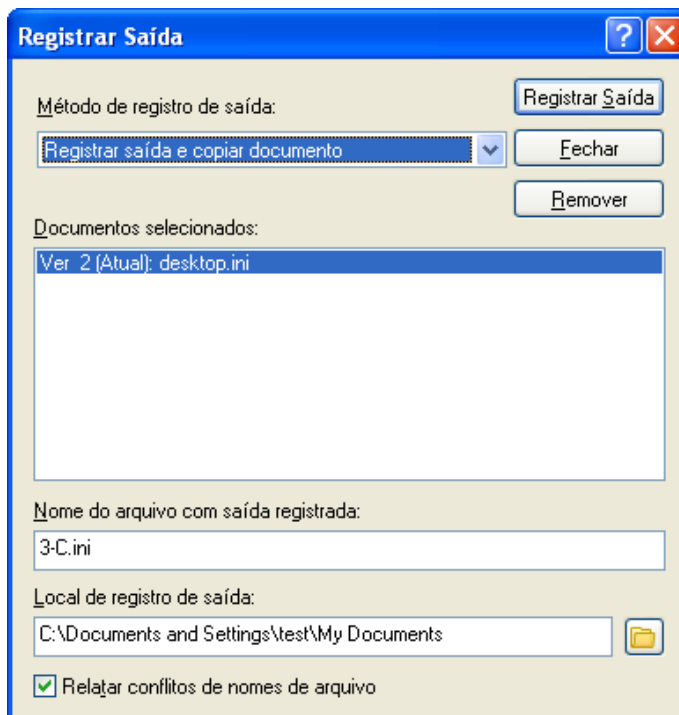 Registrar Saída
Método de registro de saída:
Registrar Saída
Registrar saída e copiar documento
Fechar
Remover
Documentos selecionados:
Ver 2 (Atual): desktop.ini
Nome do arquivo com saída registrada:
3-C.ini
Local de registro de saída:
C:\Documents and Settings\test\My Documents
Relatar conflitos de nomes de arquivo